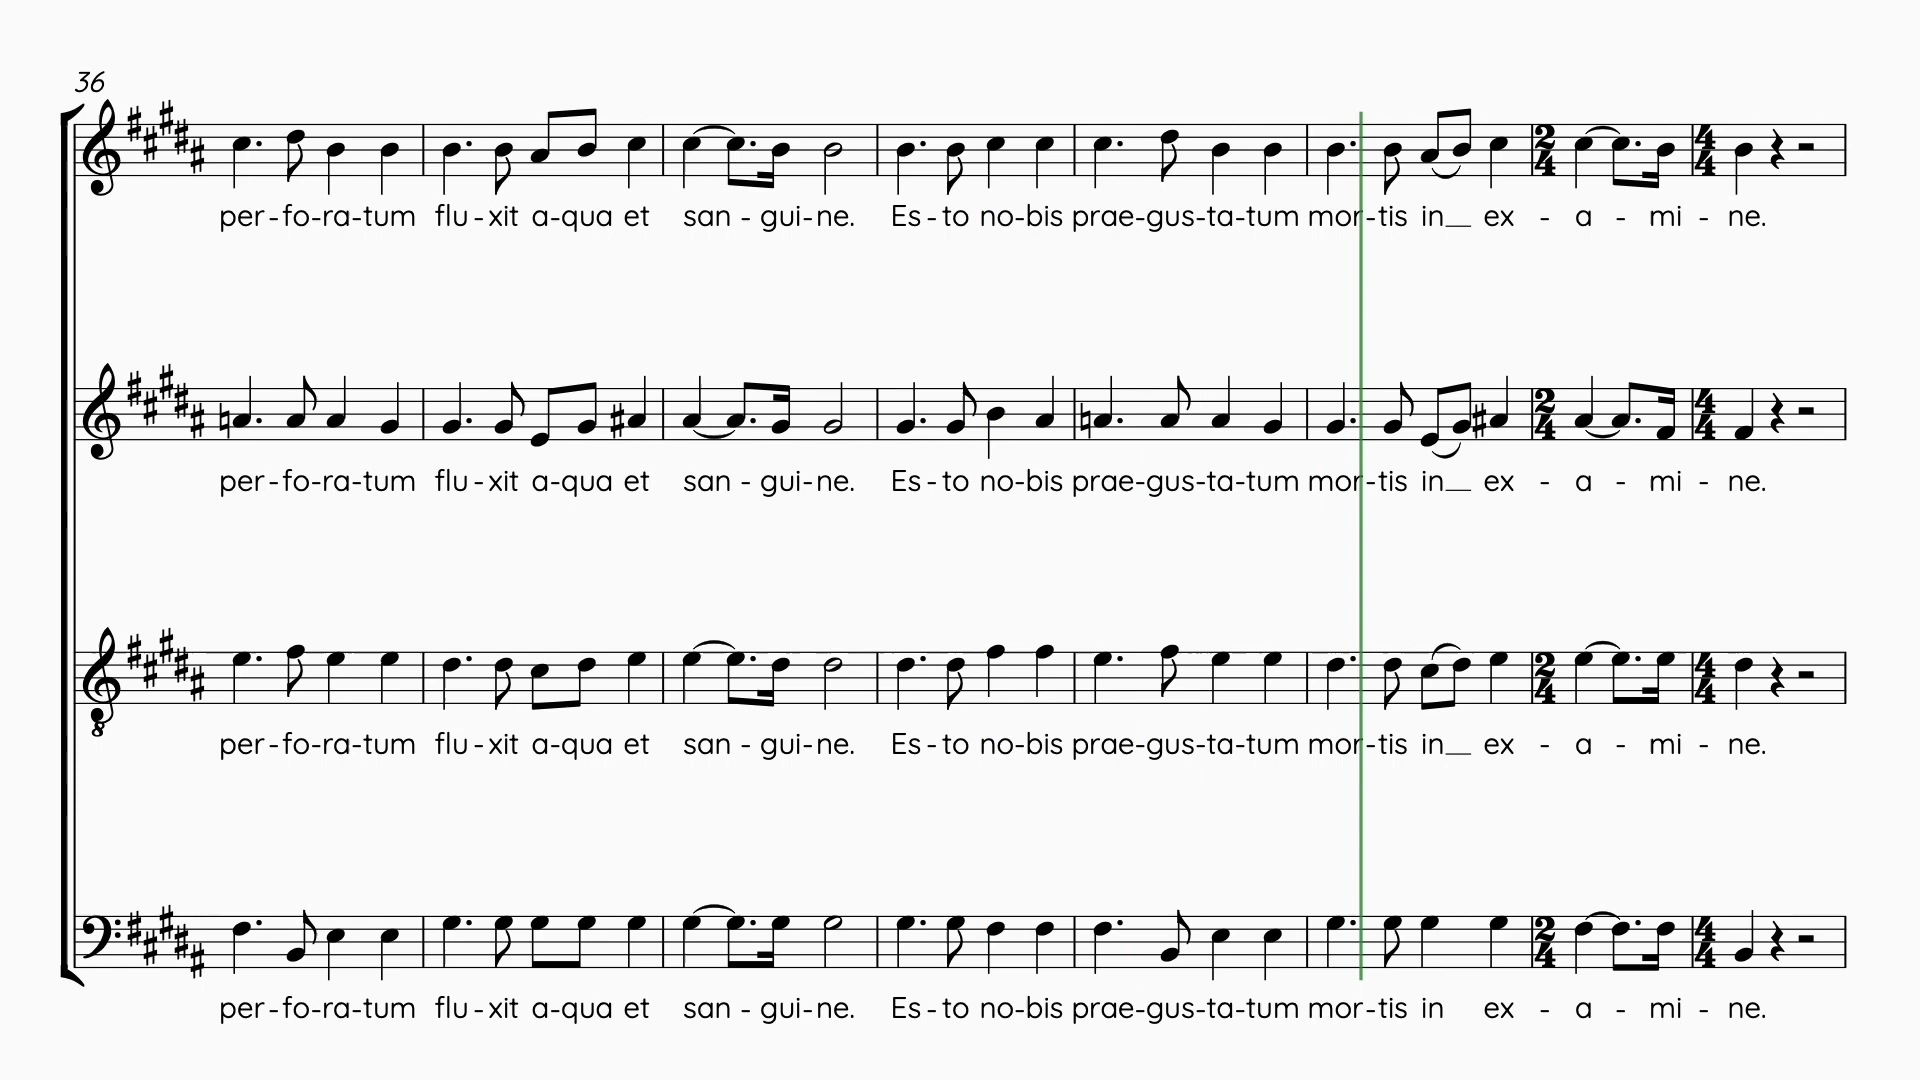 36
per-fo-ra-tum flu-xit a-qua et san-gui-ne. Es-to no-bis prae-gus-ta-tum mor-tis in ex-a-mi-ne.
per-fo-ra-tum flu-xit a-qua et san-gui-ne. Es-to no-bis prae-gus-ta-tum mor-tis in ex-a-mi-ne.
per-fo-ra-tum flu-xit a-qua et san-gui-ne. Es-to no-bis prae-gus-ta-tum mor-tis in ex-a-mi-ne.
per-fo-ra-tum flu-xit a-qua et san-gui-ne. Es-to no-bis prae-gus-ta-tum mor-tis in ex-a-mi-ne.